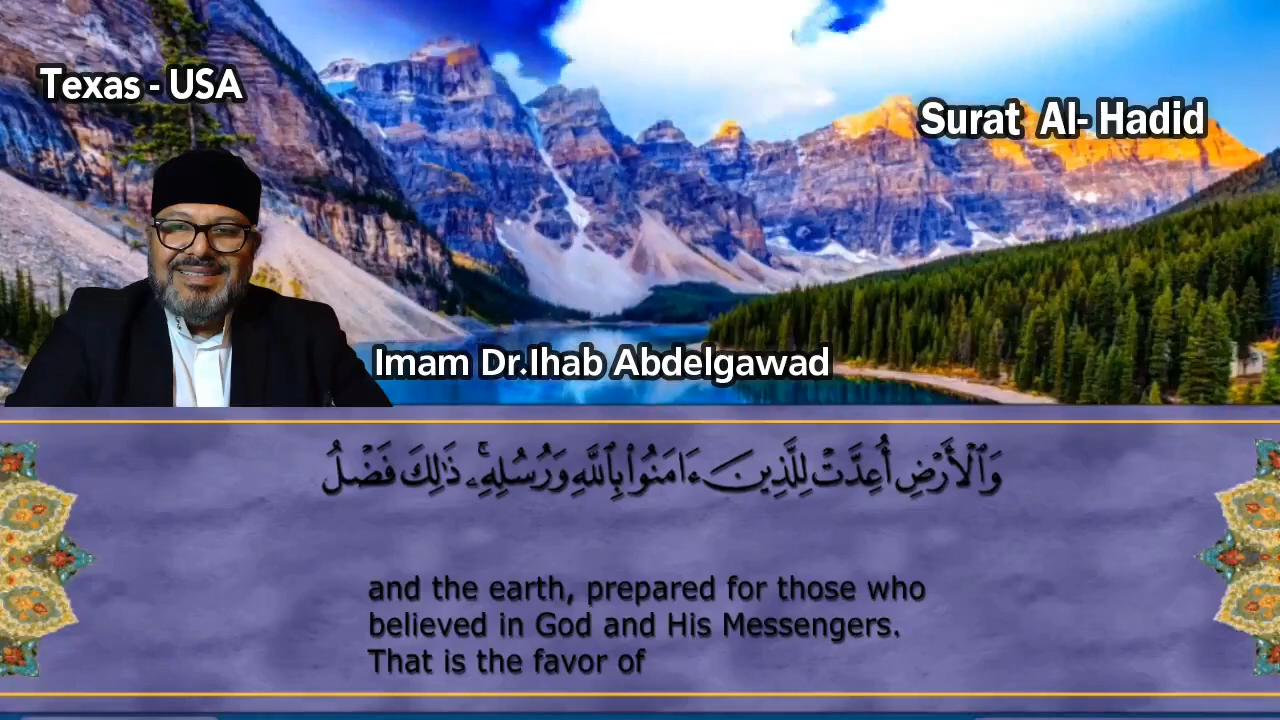 Texas - USA
Surat Al- Hadid
Imam Dr.Ihab Abdelgawad
وَٱلْأَرْضِ أُعِدَّتْ لِلَّذِينَ ءَامَنُوا۟ بِٱللَّهِ وَرُسُلِهِۦۚ ذَٰلِكَ فَضْلُ
and the earth, prepared for those who
believed in God and His Messengers.
That is the favor of